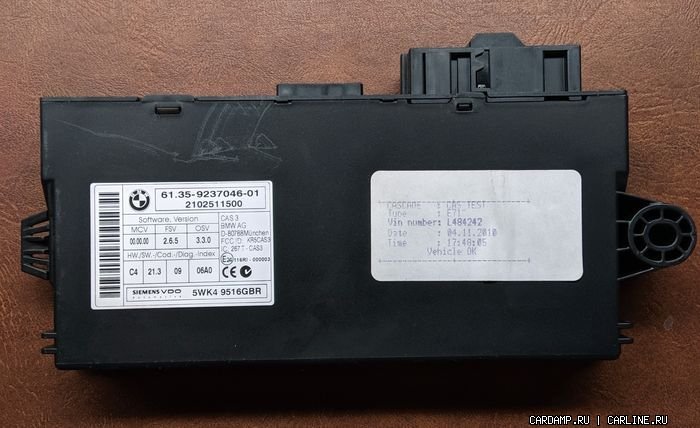 BMW
61.35-9237046-01
2102511500
Software, Version
MCV FSV OSV
00.00.00 2.6.5 3.3.0
HW./SW.-/Cod.-/Diag.-Index
C4 21.3 09 06A0
CAS 3
BMW AG
D-80788München
FCC ID: KR5CAS3
IC: 267T-CAS3
SIEMENS VDO
Automotive
5WK4 9516GBR
CASCADE : CAS TEST
Type : E71
Vin number: L484242
Date : 04.11.2010
Time : 17:48:05
Vehicle OK
CARDAMP.RU | CARLINE.RU